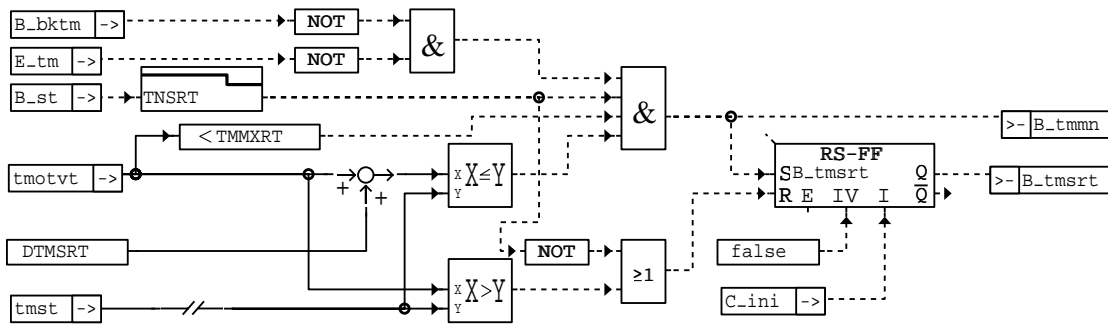 B_bktm ->
NOT
&
E_tm ->
NOT
B_st ->
TNSRT
&
<TMMXRT
>- B_tmmn
RS-FF
S B_tmsrt Q
R E IV I Q
>- B_tmsrt
tmotvt ->
+
+
X X≤Y
Y
DTMSRT
NOT
≥1
false
X X>Y
Y
tmst ->
C_ini ->